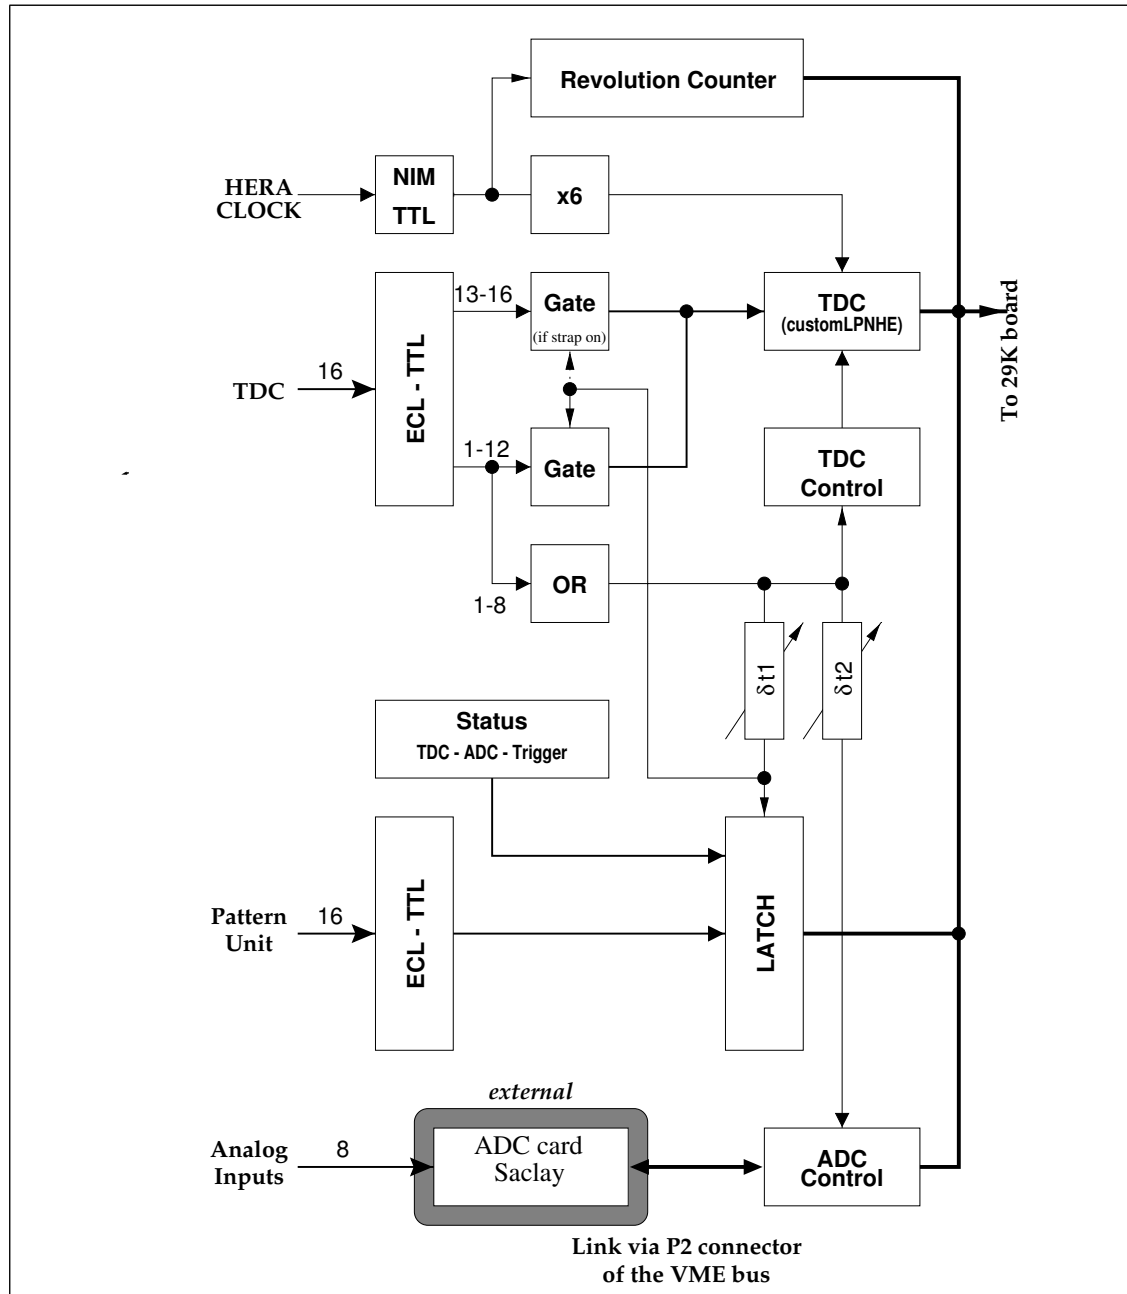 Revolution Counter
HERA
CLOCK
NIM
TTL
x6
13-16
Gate
(if strap on)
TDC
(customLPNHE)
To 29K board
16
TDC
ECL - TTL
1-12
Gate
TDC
Control
OR
1-8
δt1
δt2
Status
TDC - ADC - Trigger
Pattern
Unit
16
ECL - TTL
LATCH
external
Analog
Inputs
8
ADC card
Saclay
ADC
Control
Link via P2 connector
of the VME bus